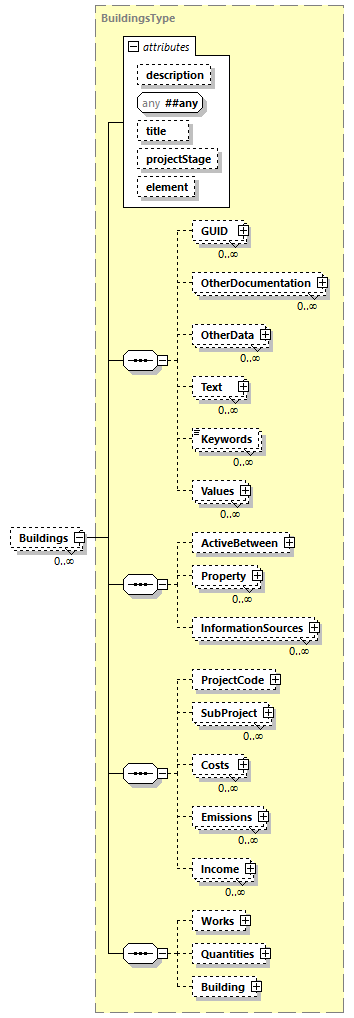 BuildingsType
attributes
description
any ##any
title
projectStage
element
GUID
0..∞
OtherDocumentation
0..∞
OtherData
0..∞
Text
0..∞
Keywords
0..∞
Values
0..∞
Buildings
0..∞
ActiveBetween
Property
0..∞
InformationSources
0..∞
ProjectCode
SubProject
0..∞
Costs
0..∞
Emissions
0..∞
Income
0..∞
Works
Quantities
Building